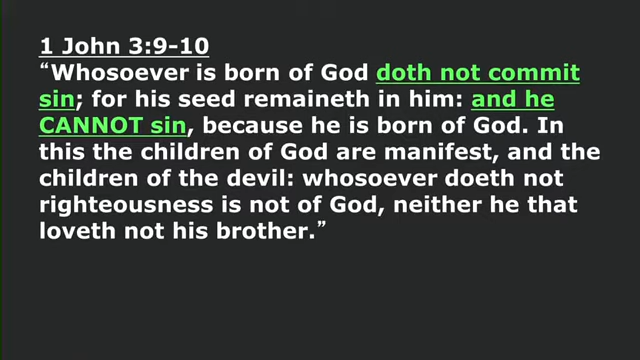 1 John 3:9-10
“Whosoever is born of God doth not commit
sin; for his seed remaineth in him: and he
CANNOT sin, because he is born of God. In
this the children of God are manifest, and the
children of the devil: whosoever doeth not
righteousness is not of God, neither he that
loveth not his brother.”